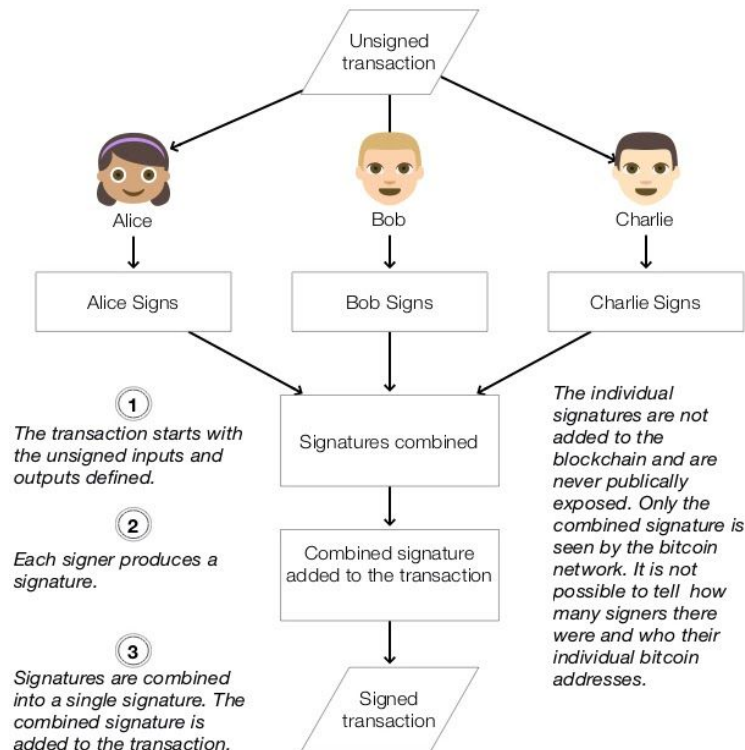 Unsigned
transaction
Alice
Bob
Charlie
Alice Signs
Bob Signs
Charlie Signs
Signatures combined
1
The transaction starts with
the unsigned inputs and
outputs defined.
2
Each signer produces a
signature.
3
Signatures are combined
into a single signature. The
combined signature is
added to the transaction.
Combined signature
added to the transaction
Signed
transaction
The individual
signatures are not
added to the
blockchain and are
never publically
exposed. Only the
combined signature is
seen by the bitcoin
network. It is not
possible to tell how
many signers there
were and who their
individual bitcoin
addresses.